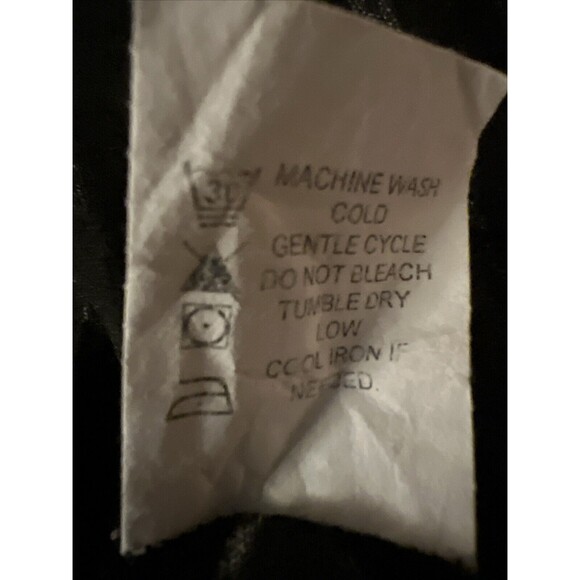 30
MACHINE WASH
COLD
GENTLE CYCLE
DO NOT BLEACH
TUMBLE DRY
LOW
COOL IRON IF
NEEDED.